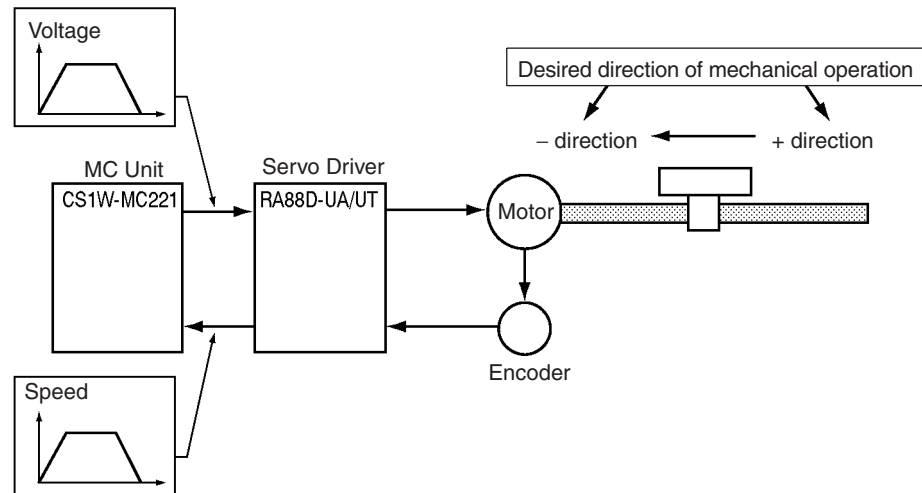 Voltage
Desired direction of mechanical operation
– direction
+ direction
MC Unit
Servo Driver
CS1W-MC221
RA88D-UA/UT
Motor
Encoder
Speed